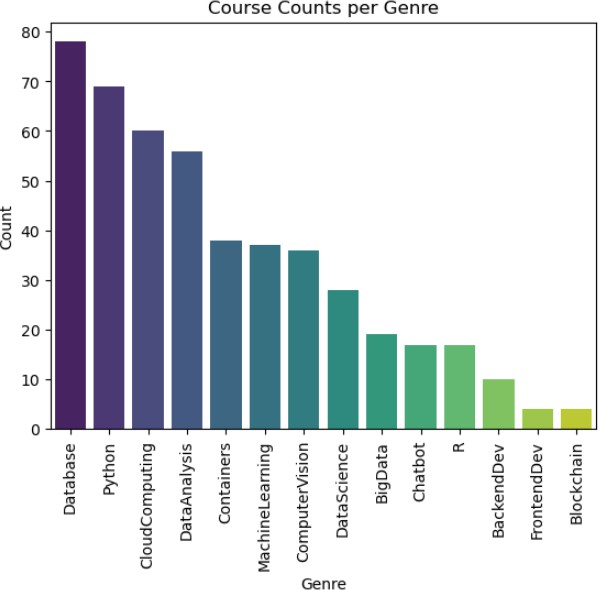 Course Counts per Genre
80
70
60
50
40
30
20
10
0
Count
Database
Python
CloudComputing
DataAnalysis
Containers
MachineLearning
ComputerVision
DataScience
BigData
Chatbot
R
BackendDev
FrontendDev
Blockchain
Genre